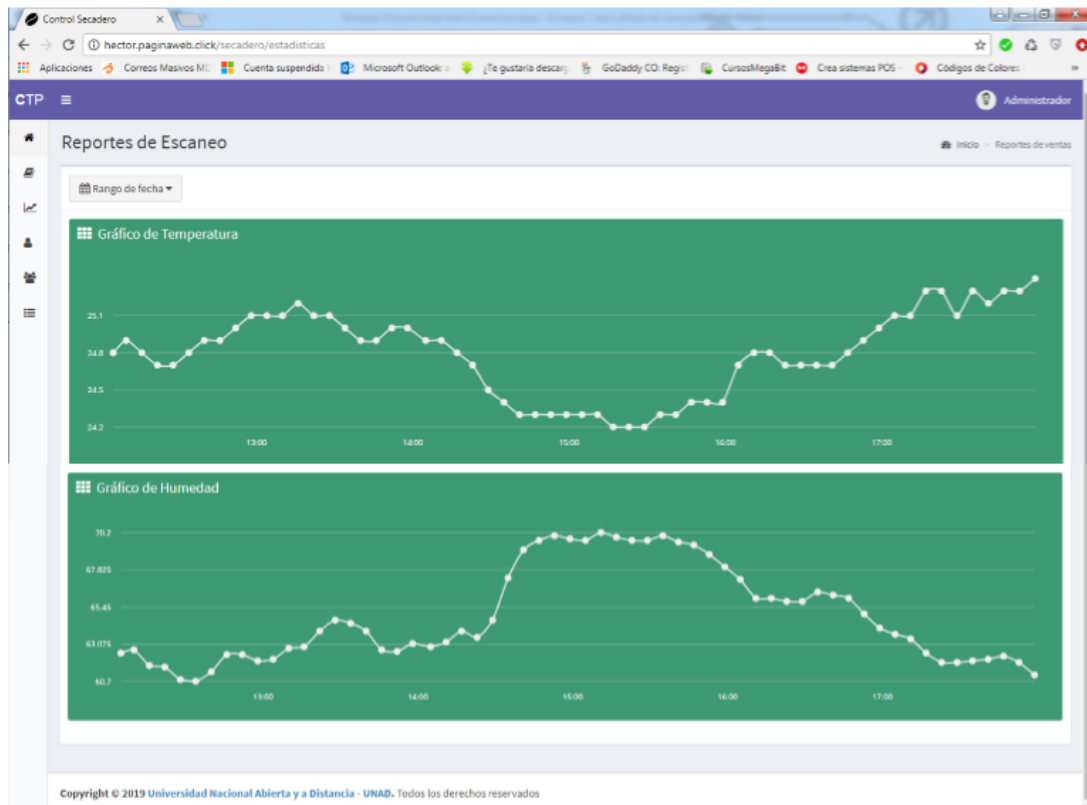 Control Secadero
hector.paginaweb.click/secadero/estadisticas
Aplicaciones
Correos Masivos MD
Cuenta suspendida
Microsoft Outlook:
¿Te gustaría descarg
GoDaddy CO: Regist
CursosMegaBit
Crea sistemas POS -
Códigos de Colores
CTP
Administrador
Reportes de Escaneo
Inicio > Reportes de ventas
Rango de fecha
Gráfico de Temperatura
25.1
24.8
24.5
24.2
13:00 14:00 15:00 16:00 17:00
Gráfico de Humedad
70.2
67.825
65.45
63.075
60.7
13:00 14:00 15:00 16:00 17:00
Copyright © 2019 Universidad Nacional Abierta y a Distancia - UNAD. Todos los derechos reservados